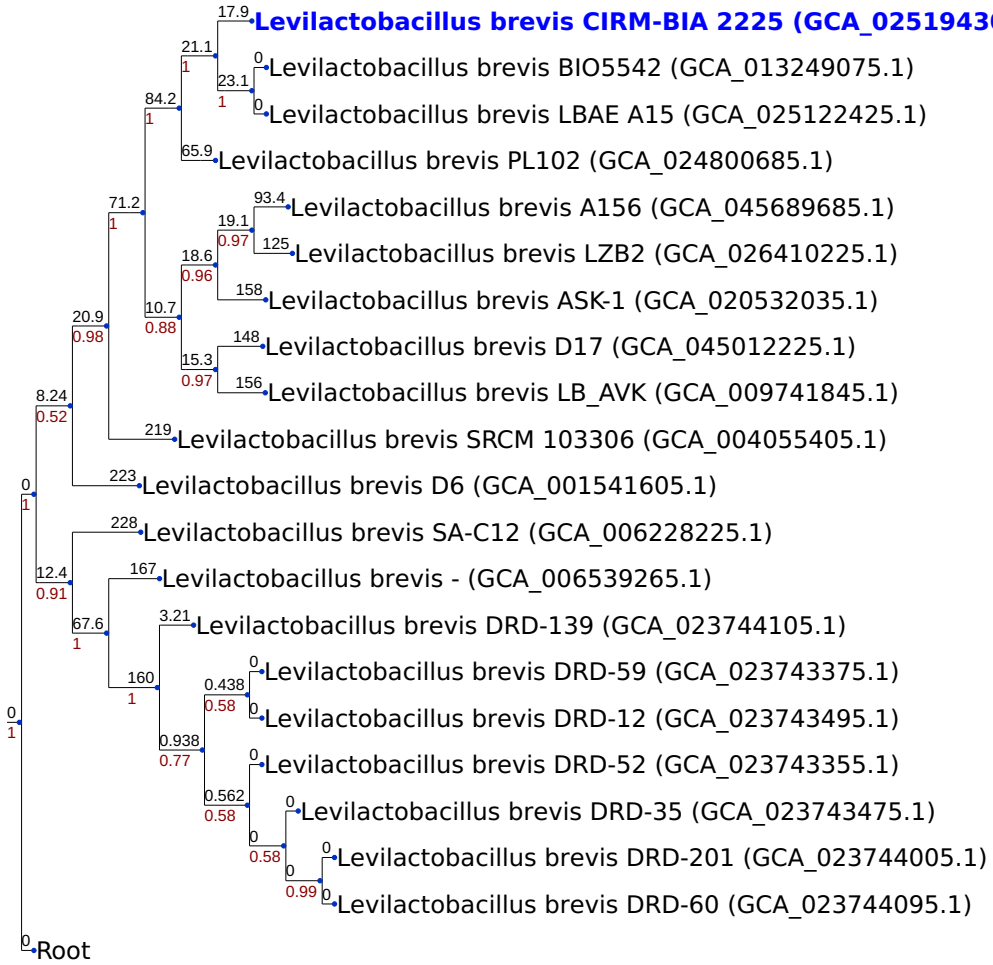 17.9
Levilactobacillus brevis CIRM-BIA 2225 (GCA_02519430
21.1
1
0
Levilactobacillus brevis BIO5542 (GCA_013249075.1)
23.1
1
0
Levilactobacillus brevis LBAE A15 (GCA_025122425.1)
84.2
1
65.9
Levilactobacillus brevis PL102 (GCA_024800685.1)
71.2
1
93.4
Levilactobacillus brevis A156 (GCA_045689685.1)
19.1
0.97
125
Levilactobacillus brevis LZB2 (GCA_026410225.1)
18.6
0.96
158
Levilactobacillus brevis ASK-1 (GCA_020532035.1)
10.7
0.88
148
Levilactobacillus brevis D17 (GCA_045012225.1)
15.3
0.97
156
Levilactobacillus brevis LB_AVK (GCA_009741845.1)
20.9
0.98
219
Levilactobacillus brevis SRCM 103306 (GCA_004055405.1)
8.24
0.52
223
Levilactobacillus brevis D6 (GCA_001541605.1)
0
1
228
Levilactobacillus brevis SA-C12 (GCA_006228225.1)
12.4
0.91
167
Levilactobacillus brevis - (GCA_006539265.1)
67.6
1
3.21
Levilactobacillus brevis DRD-139 (GCA_023744105.1)
160
1
0
Levilactobacillus brevis DRD-59 (GCA_023743375.1)
0.438
0.58
0
Levilactobacillus brevis DRD-12 (GCA_023743495.1)
0.938
0.77
0
Levilactobacillus brevis DRD-52 (GCA_023743355.1)
0.562
0.58
0
Levilactobacillus brevis DRD-35 (GCA_023743475.1)
0
0.58
0
Levilactobacillus brevis DRD-201 (GCA_023744005.1)
0
0.99
0
Levilactobacillus brevis DRD-60 (GCA_023744095.1)
0
1
0
Root